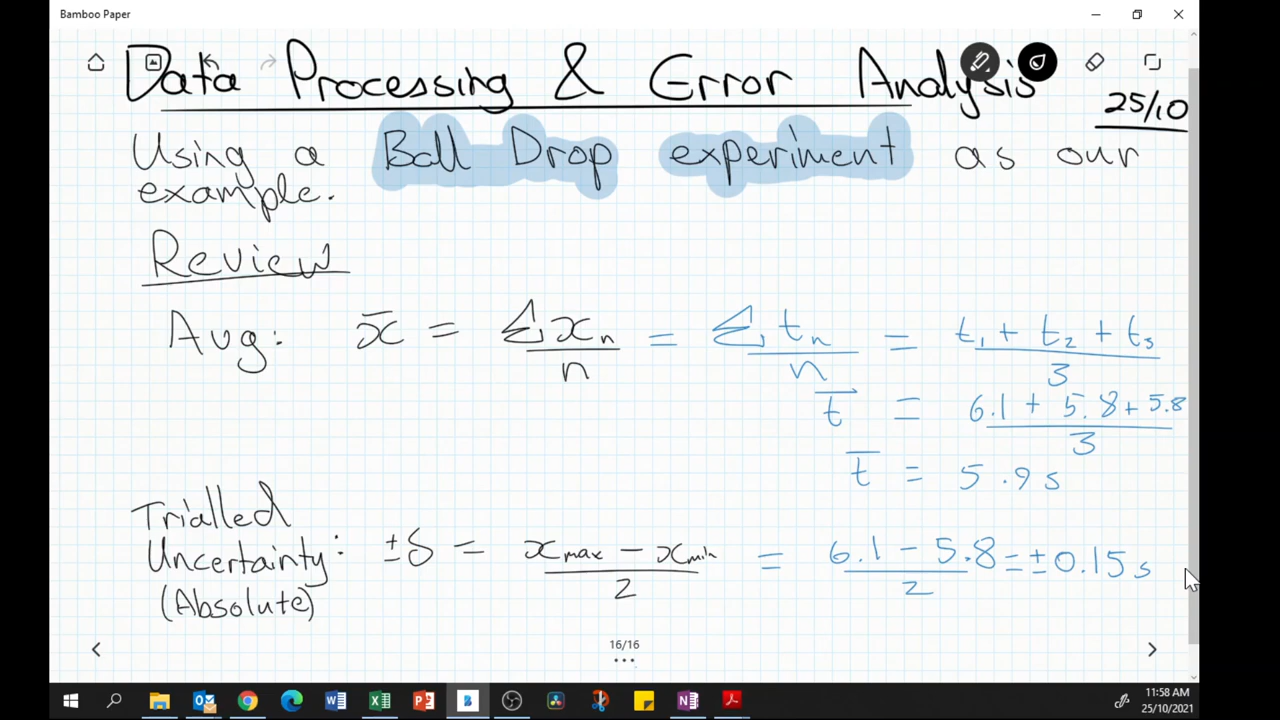 Bamboo Paper
Data Processing & Error Analysis
25/10
Using a Ball Drop experiment as our
example.
Review
Avg: x̄ = Σxₙ/n = Σtₙ/n = t₁ + t₂ + t₃/3
t̄ = 6.1 + 5.8 + 5.8/3
t̄ = 5.9s
Trialled
Uncertainty: ±δ = xmax − xmin/2 = 6.1 − 5.8/2 = ±0.15s
(Absolute)
16/16
11:58 AM
25/10/2021